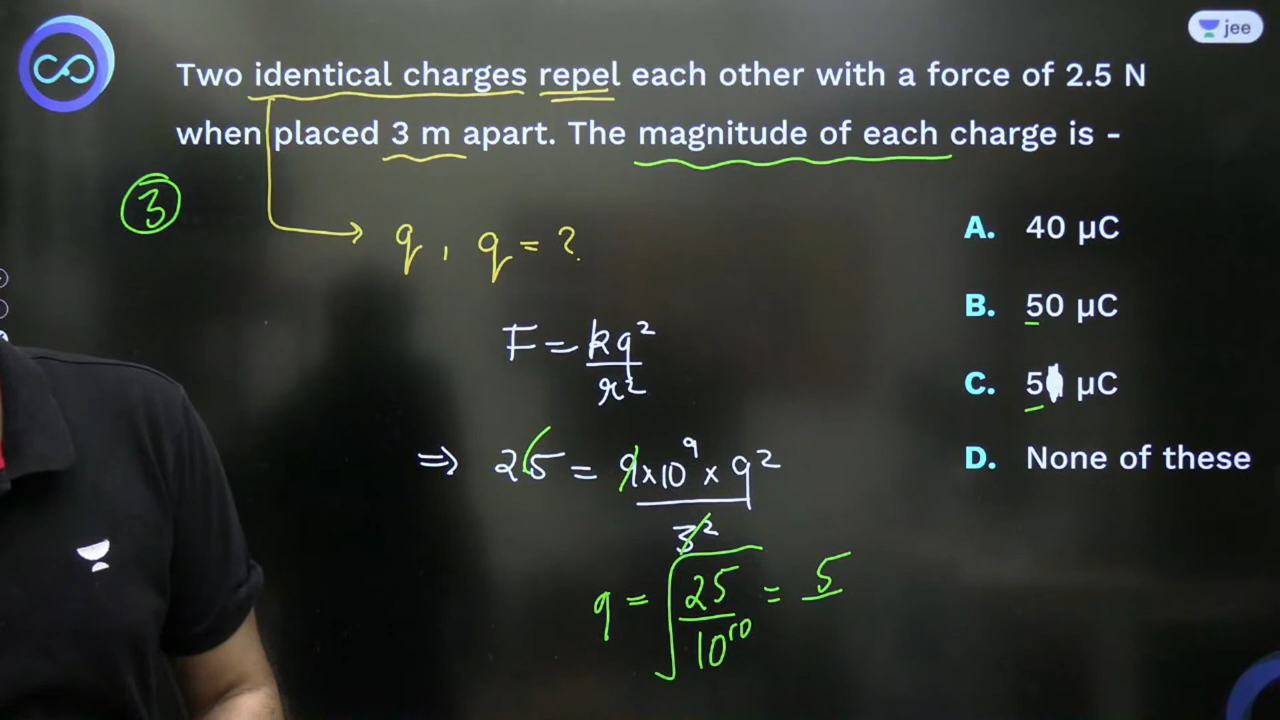 jee
Two identical charges repel each other with a force of 2.5 N
when placed 3 m apart. The magnitude of each charge is -
3
q , q = ?
A. 40 μC
B. 50 μC
C. 5 μC
D. None of these
F = kq²
r²
⇒ 25 = 9×10⁹ × q²
3²
q = √25 = 5
10¹⁰